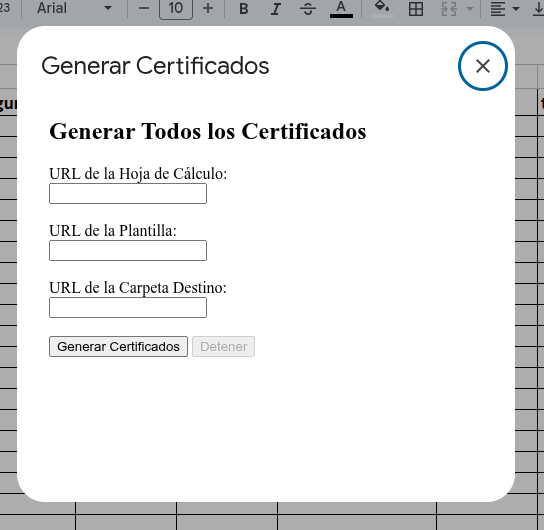 23 Arial 10 B I S A
Generar Certificados
Generar Todos los Certificados
URL de la Hoja de Cálculo:
URL de la Plantilla:
URL de la Carpeta Destino:
Generar Certificados Detener